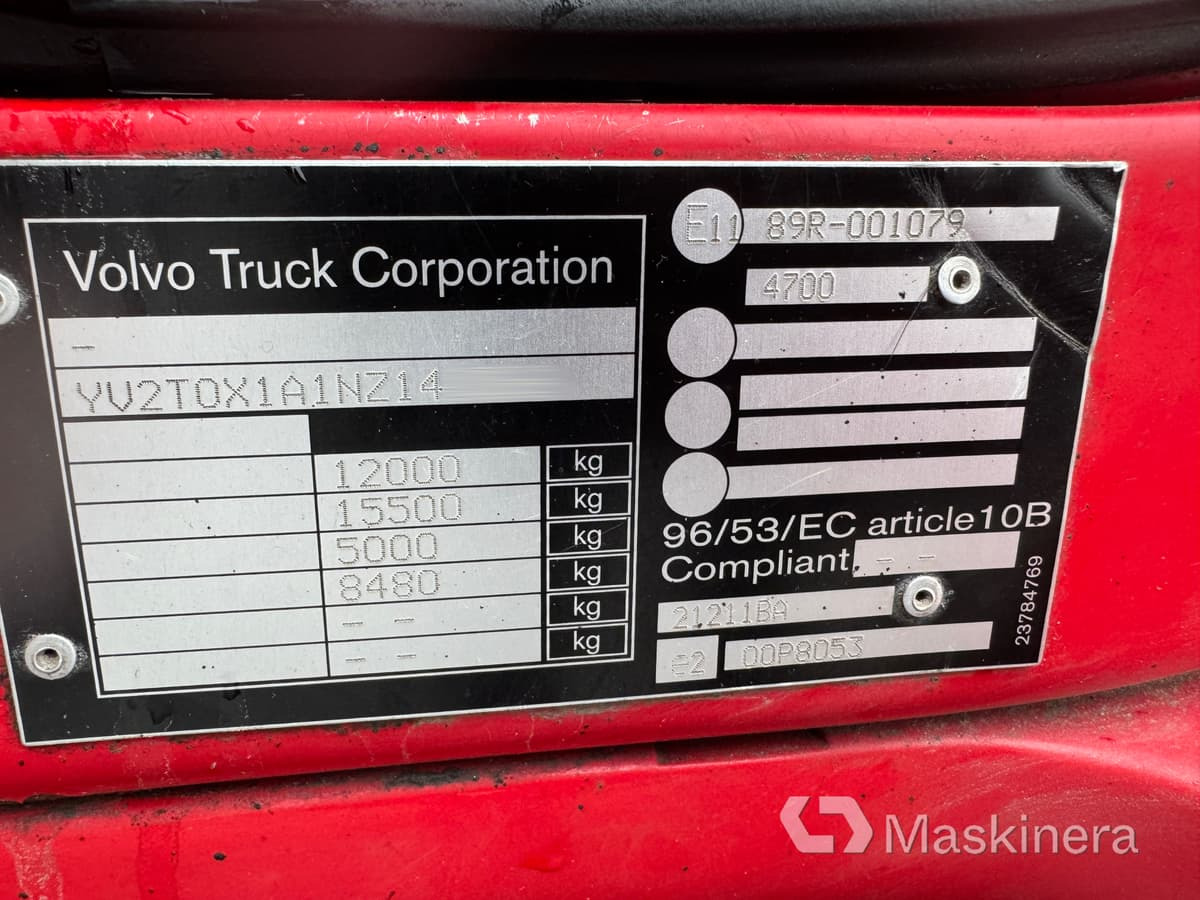 Volvo Truck Corporation
-
YV2T0X1A1NZ14
12000 kg
15500 kg
5000 kg
8480 kg
- - kg
- - kg
E11 89R-001079
4700
96/53/EC article10B
Compliant - -
21211BA
e2 00P8053
23784769
Maskinera